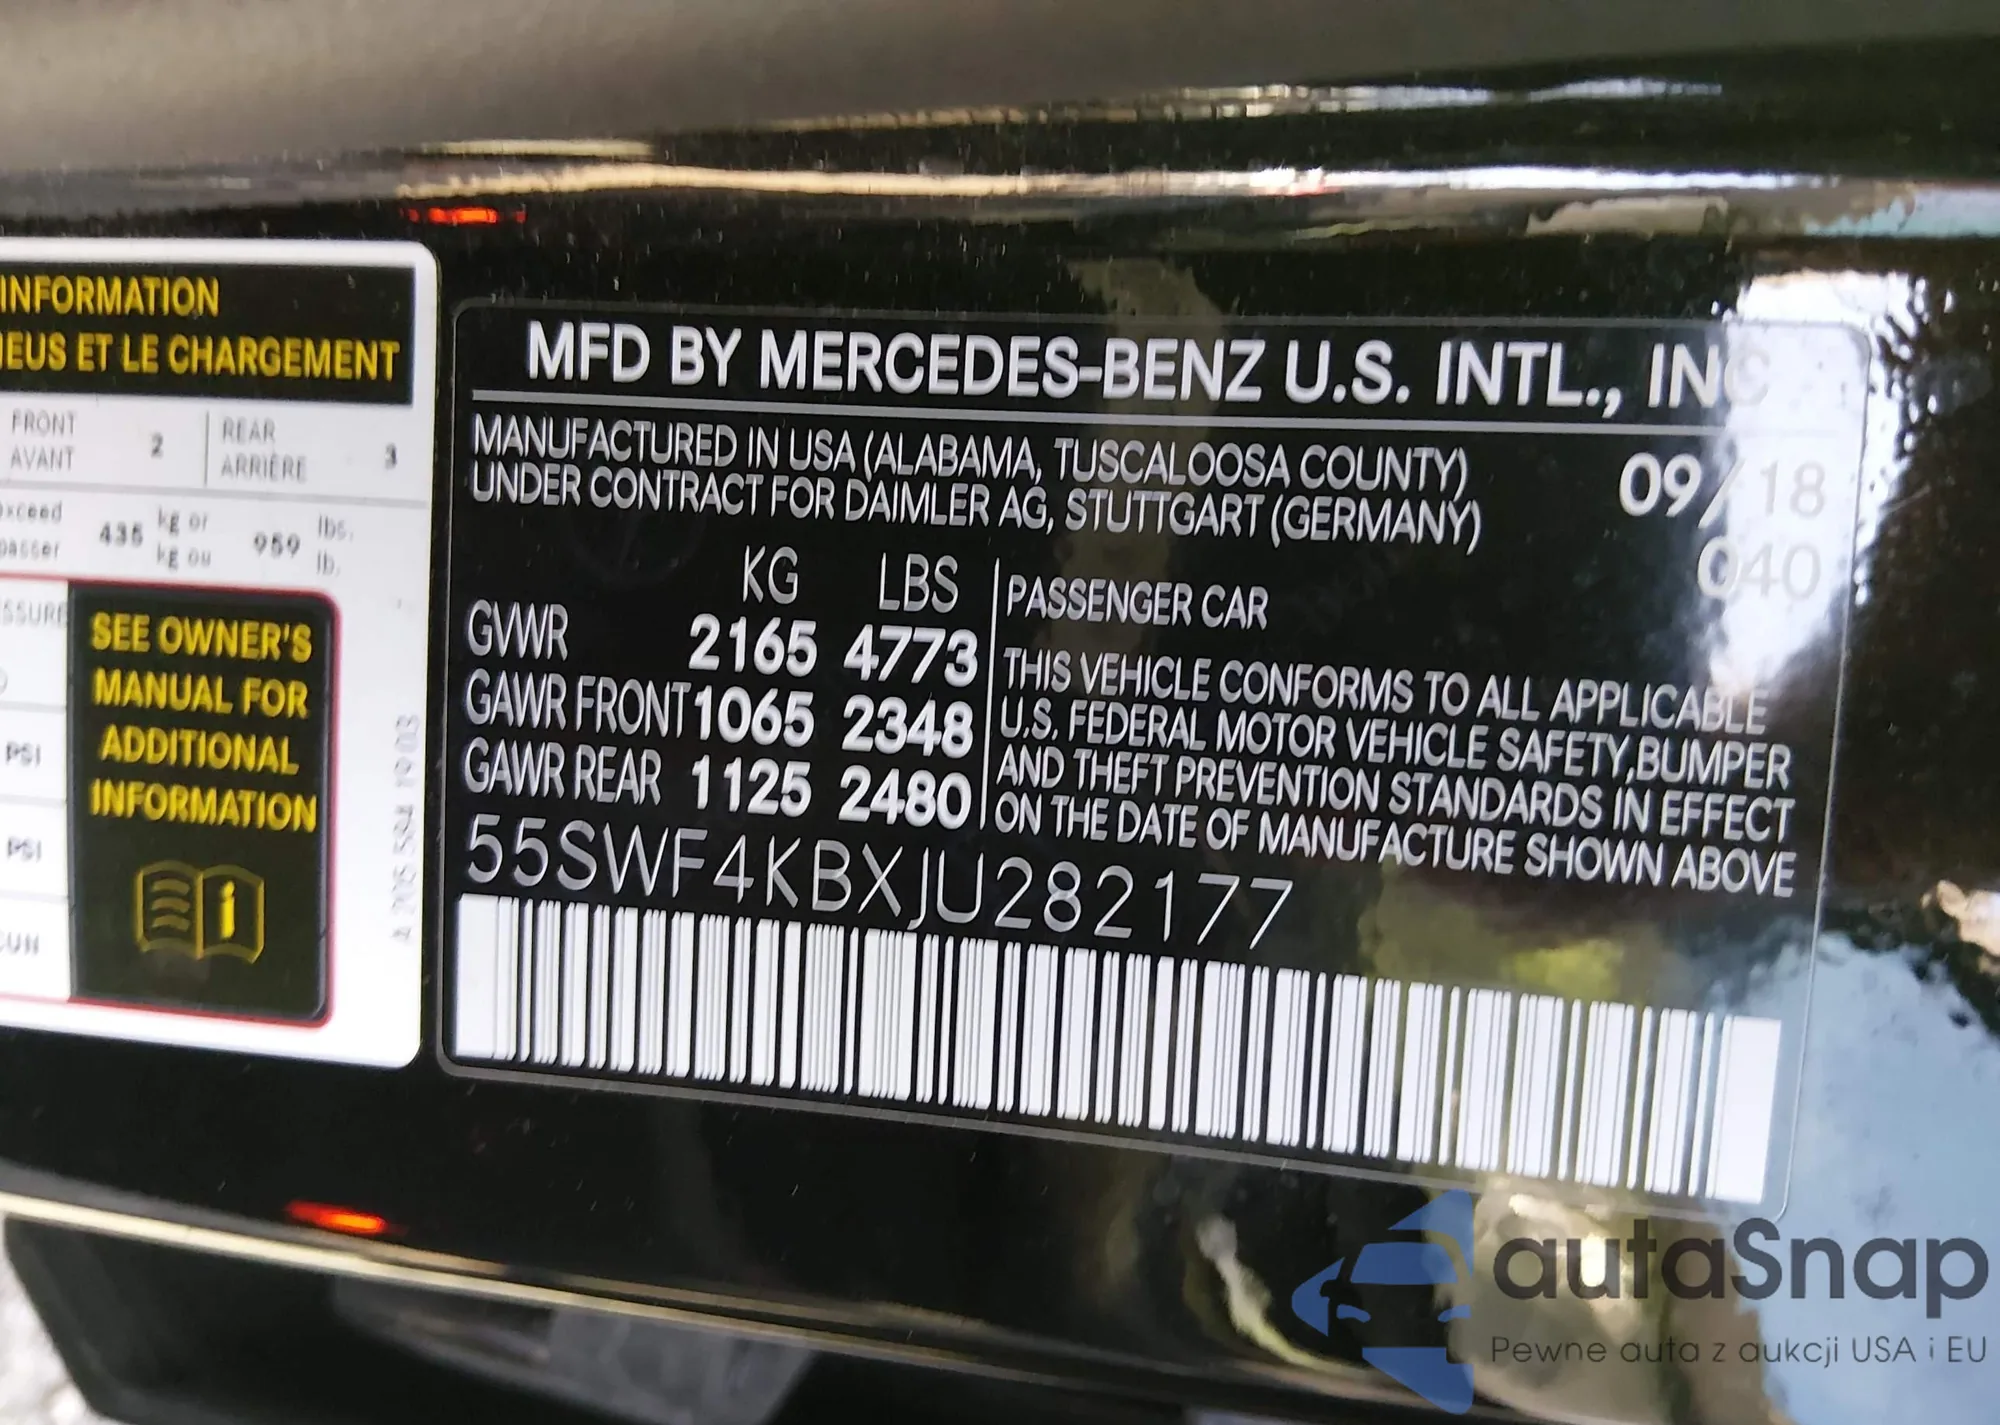 INFORMATION
ET LE CHARGEMENT
FRONT
AVANT
2
REAR
ARRIÈRE
3
435
kg or
kg ou
959
lbs.
lb.
SEE OWNER'S
MANUAL FOR
ADDITIONAL
INFORMATION
PSI
PSI
A 205 584 19 03
MFD BY MERCEDES-BENZ U.S. INTL., INC
MANUFACTURED IN USA (ALABAMA, TUSCALOOSA COUNTY)
UNDER CONTRACT FOR DAIMLER AG, STUTTGART (GERMANY)
09/18
040
KG LBS
GVWR 2165 4773
GAWR FRONT 1065 2348
GAWR REAR 1125 2480
PASSENGER CAR
THIS VEHICLE CONFORMS TO ALL APPLICABLE
U.S. FEDERAL MOTOR VEHICLE SAFETY,BUMPER
AND THEFT PREVENTION STANDARDS IN EFFECT
ON THE DATE OF MANUFACTURE SHOWN ABOVE
55SWF4KBXJU282177
autaSnap
Pewne auta z aukcji USA i EU